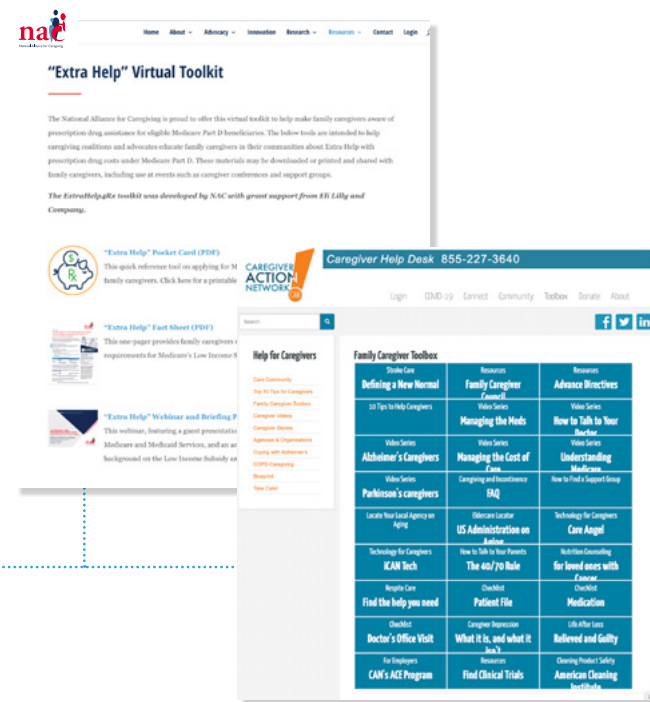 nac
National Alliance for Caregiving
Home About Advocacy Innovation Research Resources Contact Login
“Extra Help” Virtual Toolkit
The National Alliance for Caregiving is proud to offer this virtual toolkit to help make family caregivers aware of
prescription drug assistance for eligible Medicare Part D beneficiaries. The below tools are intended to help
caregiving coalitions and advocates educate family caregivers in their communities about Extra Help with
prescription drug costs under Medicare Part D. These materials may be downloaded or printed and shared with
family caregivers, including use at events such as caregiver conferences and support groups.
The ExtraHelp4Rx toolkit was developed by NAC with grant support from Eli Lilly and
Company.
“Extra Help” Pocket Card (PDF)
This quick reference tool on applying for M
family caregivers. Click here for a printable
“Extra Help” Fact Sheet (PDF)
This one-pager provides family caregivers
requirements for Medicare's Low Income S
“Extra Help” Webinar and Briefing P
This webinar, featuring a guest presentation
Medicare and Medicaid Services, and an ac
background on the Low Income Subsidy an
CAREGIVER
ACTION
NETWORK
Caregiver Help Desk 855-227-3640
Login COVID-19 Connect Community Toolbox Donate About
Search
Help for Caregivers
Care Community
Top 10 Tips for Caregivers
Family Caregiver Toolbox
Caregiver Videos
Caregiver Stories
Agencies & Organizations
Coping with Alzheimer's
COPD Caregiving
Blueprint
Take Care!
Family Caregiver Toolbox
Stroke Care
Defining a New Normal
Resources
Family Caregiver
Council
Resources
Advance Directives
10 Tips to Help Caregivers
Video Series
Managing the Meds
Video Series
How to Talk to Your
Doctor
Video Series
Alzheimer's Caregivers
Video Series
Managing the Cost of
Care
Video Series
Understanding
Medicare
Video Series
Parkinson's caregivers
Caregiving and Incontinence
FAQ
How to Find a Support Group
Locate Your Local Agency on
Aging
Eldercare Locator
US Administration on
Aging
Technology for Caregivers
Care Angel
Technology for Caregivers
iCAN Tech
How to Talk to Your Parents
The 40/70 Rule
Nutrition Counseling
for loved ones with
Cancer
Respite Care
Find the help you need
Checklist
Patient File
Checklist
Medication
Checklist
Doctor's Office Visit
Caregiver Depression
What it is, and what it
isn't
Life After Loss
Relieved and Guilty
For Employers
CAN's ACE Program
Resources
Find Clinical Trials
Cleaning Product Safety
American Cleaning
Institute